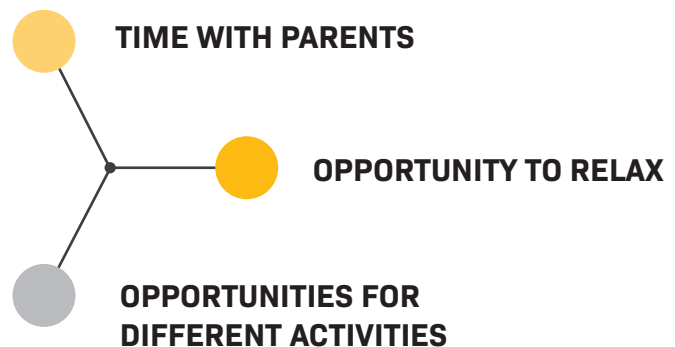 TIME WITH PARENTS
OPPORTUNITY TO RELAX
OPPORTUNITIES FOR
DIFFERENT ACTIVITIES